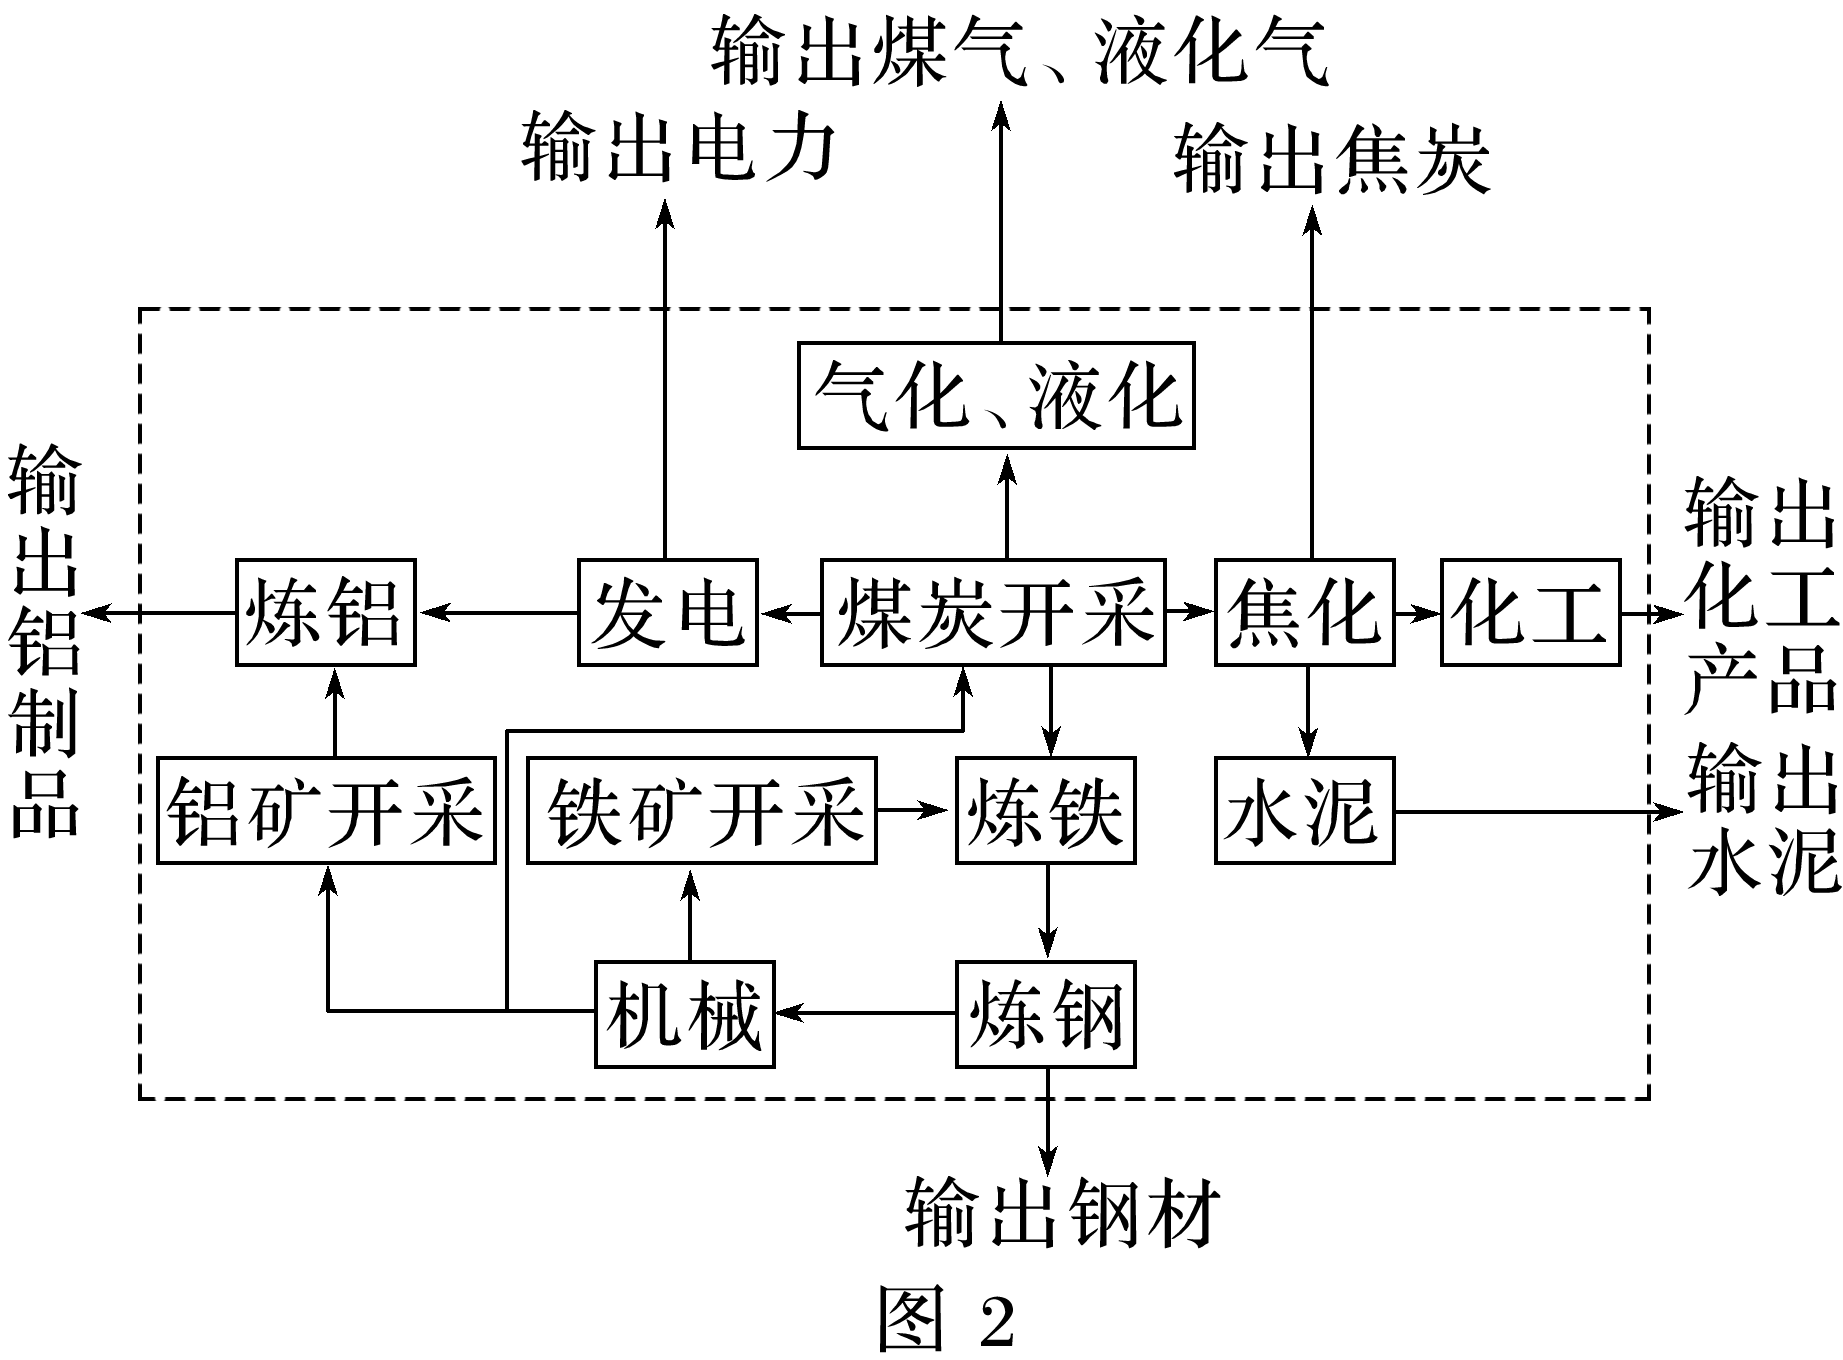 输出煤气、液化气
输出电力
输出焦炭
气化、液化
输出铝制品
炼铝
发电
煤炭开采
焦化
化工
输出
化工
产品
铝矿开采
铁矿开采
炼铁
水泥
输出
水泥
机械
炼钢
输出钢材
图 2